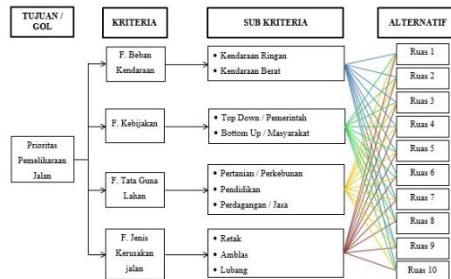 TUJUAN /
GOL
KRITERIA
SUB KRITERIA
ALTERNATIF
Prioritas
Pemeliharaan
Jalan
F. Beban
Kendaraan
• Kendaraan Ringan
• Kendaraan Berat
F. Kebijakan
• Top Down / Pemerintah
• Bottom Up / Masyarakat
F. Tata Guna
Lahan
• Pertanian / Perkebunan
• Pendidikan
• Perdagangan / Jasa
F. Jenis
Kerusakan
jalan
• Retak
• Amblas
• Lubang
Ruas 1
Ruas 2
Ruas 3
Ruas 4
Ruas 5
Ruas 6
Ruas 7
Ruas 8
Ruas 9
Ruas 10